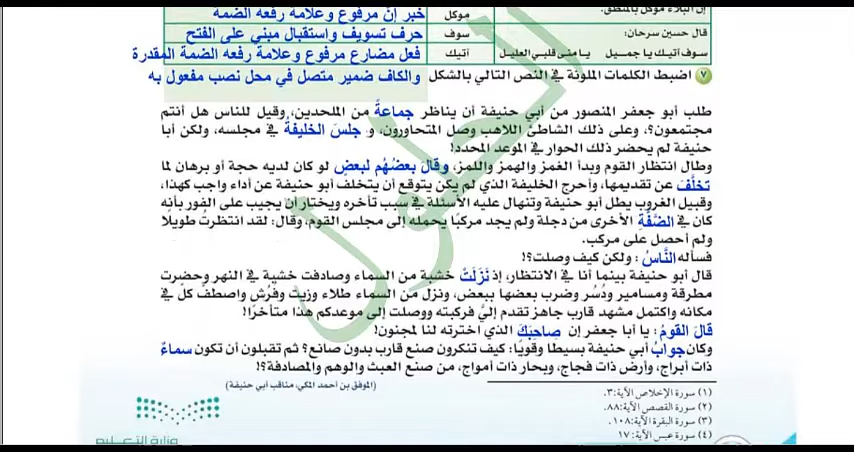 إن البلاء موكل بالمنطق.
موكل
خبر إن مرفوع وعلامة رفعه الضمة
قال حسين سرحان:
سوف
حرف تسويف واستقبال مبني على الفتح
سوف آتيك يا جميل يا منى قلبي العليل
آتيك
فعل مضارع مرفوع وعلامة رفعه الضمة المقدرة
٧ اضبط الكلمات الملونة في النص التالي بالشكل
والكاف ضمير متصل في محل نصب مفعول به
طلب أبو جعفر المنصور من أبي حنيفة أن يناظر جماعةً من الملحدين، وقيل للناس هل أنتم
مجتمعون؟، وعلى ذلك الشاطئ اللاهب وصل المتحاورون، و جلسَ الخليفةُ في مجلسه، ولكن أبا
حنيفة لم يحضر ذلك الحوار في الموعد المحدد!
وطال انتظار القوم وبدأ الغمز والهمز واللمز، وقالَ بعضُهُم لبعضٍ لو كان لديه حجة أو برهان لما
تخلَّفَ عن تقديمها، وأحرج الخليفة الذي لم يكن يتوقع أن يتخلف أبو حنيفة عن أداء واجب كهذا،
وقبيل الغروب يطل أبو حنيفة وتنهال عليه الأسئلة في سبب تأخره ويختار أن يجيب على الفور بأنه
كان في الضَّفَّةِ الأخرى من دجلة ولم يجد مركبًا يحمله إلى مجلس القوم، وقال: لقد انتظرتُ طويلًا
ولم أحصل على مركب.
فسأله النَّاسُ: ولكن كيف وصلت؟!
قال أبو حنيفة بينما أنا في الانتظار، إذ نَزَلَتْ خشبة من السماء وصادفت خشبة في النهر وحضرت
مطرقة ومسامير ودُسُر وضرب بعضها ببعض، ونزل من السماء طلاء وزيت وفُرُش واصطفّ كلّ في
مكانه واكتمل مشهد قارب جاهز تقدم إليَّ فركبته ووصلت إلى موعدكم هذا متأخرًا!
قالَ القومُ: يا أبا جعفر إن صاحِبَكَ الذي اخترته لنا لمجنون!
وكان جوابُ أبي حنيفة بسيطا وقويًا: كيف تنكرون صنع قارب بدون صانع؟ ثم تقبلون أن تكون سماءٌ
ذات أبراج، وأرض ذات فجاج، وبحار ذات أمواج، من صنع العبث والوهم والمصادفة؟!
(الموفق بن أحمد المكي، مناقب أبي حنيفة)
(١) سورة الإخلاص الآية:٣.
(٢) سورة القصص الآية:٨٨.
(٣) سورة البقرة الآية:١٠٨.
(٤) سورة عبس الآية:١٧
وزارة التعليم
الحلول